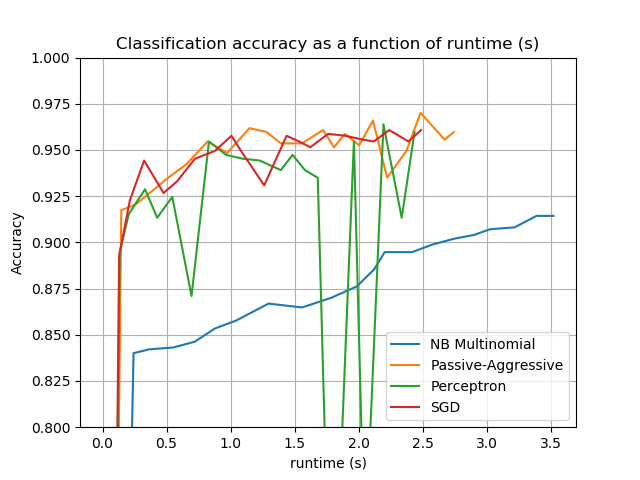 Classification accuracy as a function of runtime (s)
1.000
0.975
0.950
0.925
0.900
0.875
0.850
0.825
0.800
Accuracy
NB Multinomial
Passive-Aggressive
Perceptron
SGD
0.0 0.5 1.0 1.5 2.0 2.5 3.0 3.5
runtime (s)